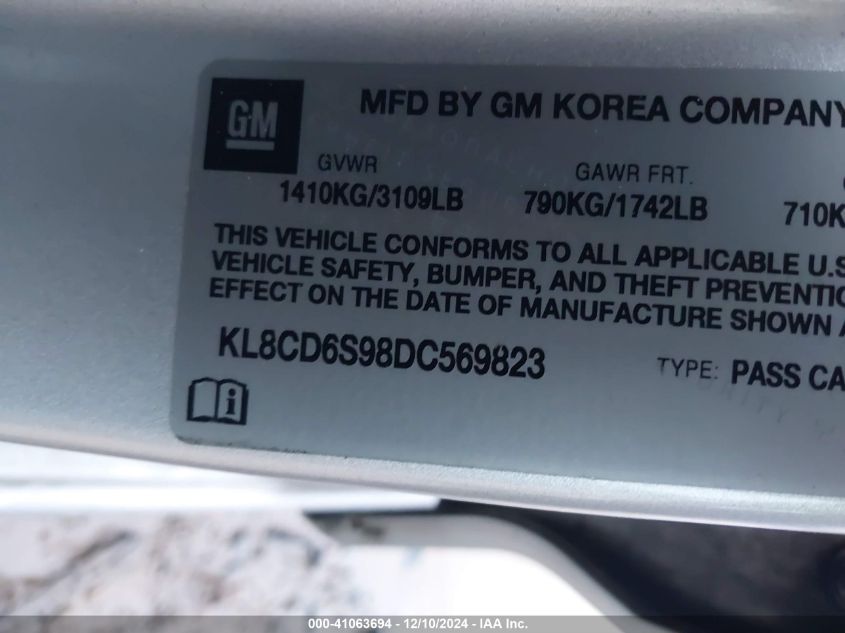 GM
MFD BY GM KOREA COMPANY
GVWR
GAWR FRT.
1410KG/3109LB
790KG/1742LB
710K
THIS VEHICLE CONFORMS TO ALL APPLICABLE U.S
VEHICLE SAFETY, BUMPER, AND THEFT PREVENTIO
EFFECT ON THE DATE OF MANUFACTURE SHOWN A
KL8CD6S98DC569823
TYPE: PASS CA
i
000-41063694 - 12/10/2024 - IAA Inc.